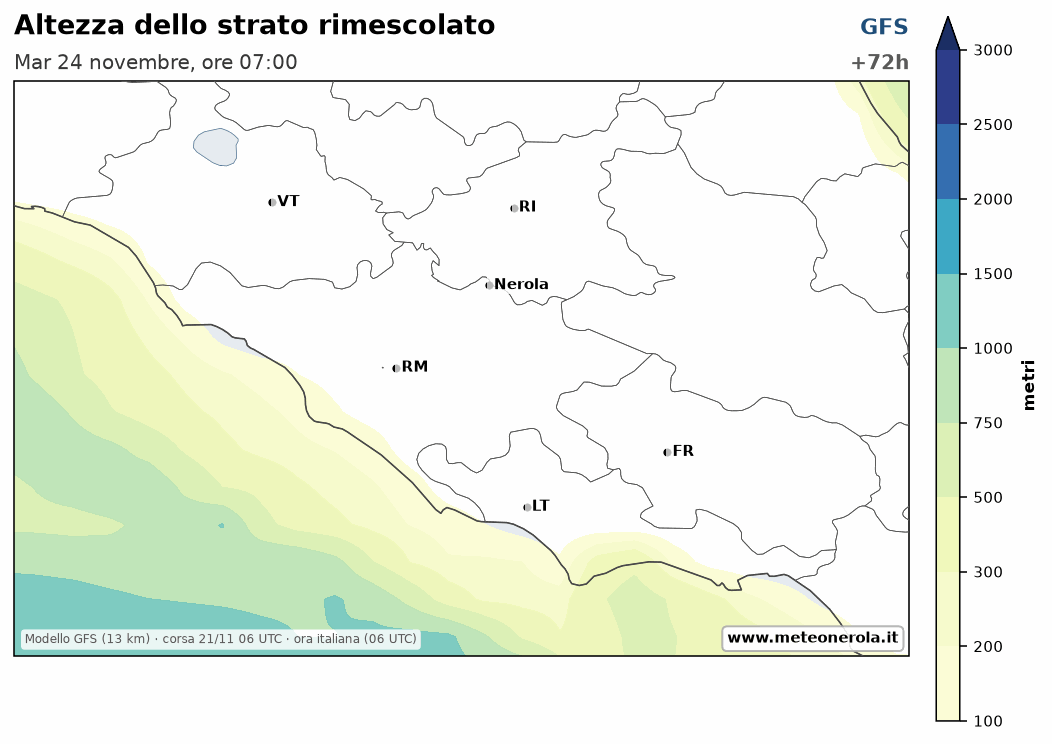 Altezza dello strato rimescolato
GFS
Mar 24 novembre, ore 07:00
+72h
3000
2500
2000
1500
1000
750
500
300
200
100
metri
VT
RI
Nerola
RM
FR
LT
Modello GFS (13 km) · corsa 21/11 06 UTC · ora italiana (06 UTC)
www.meteonerola.it